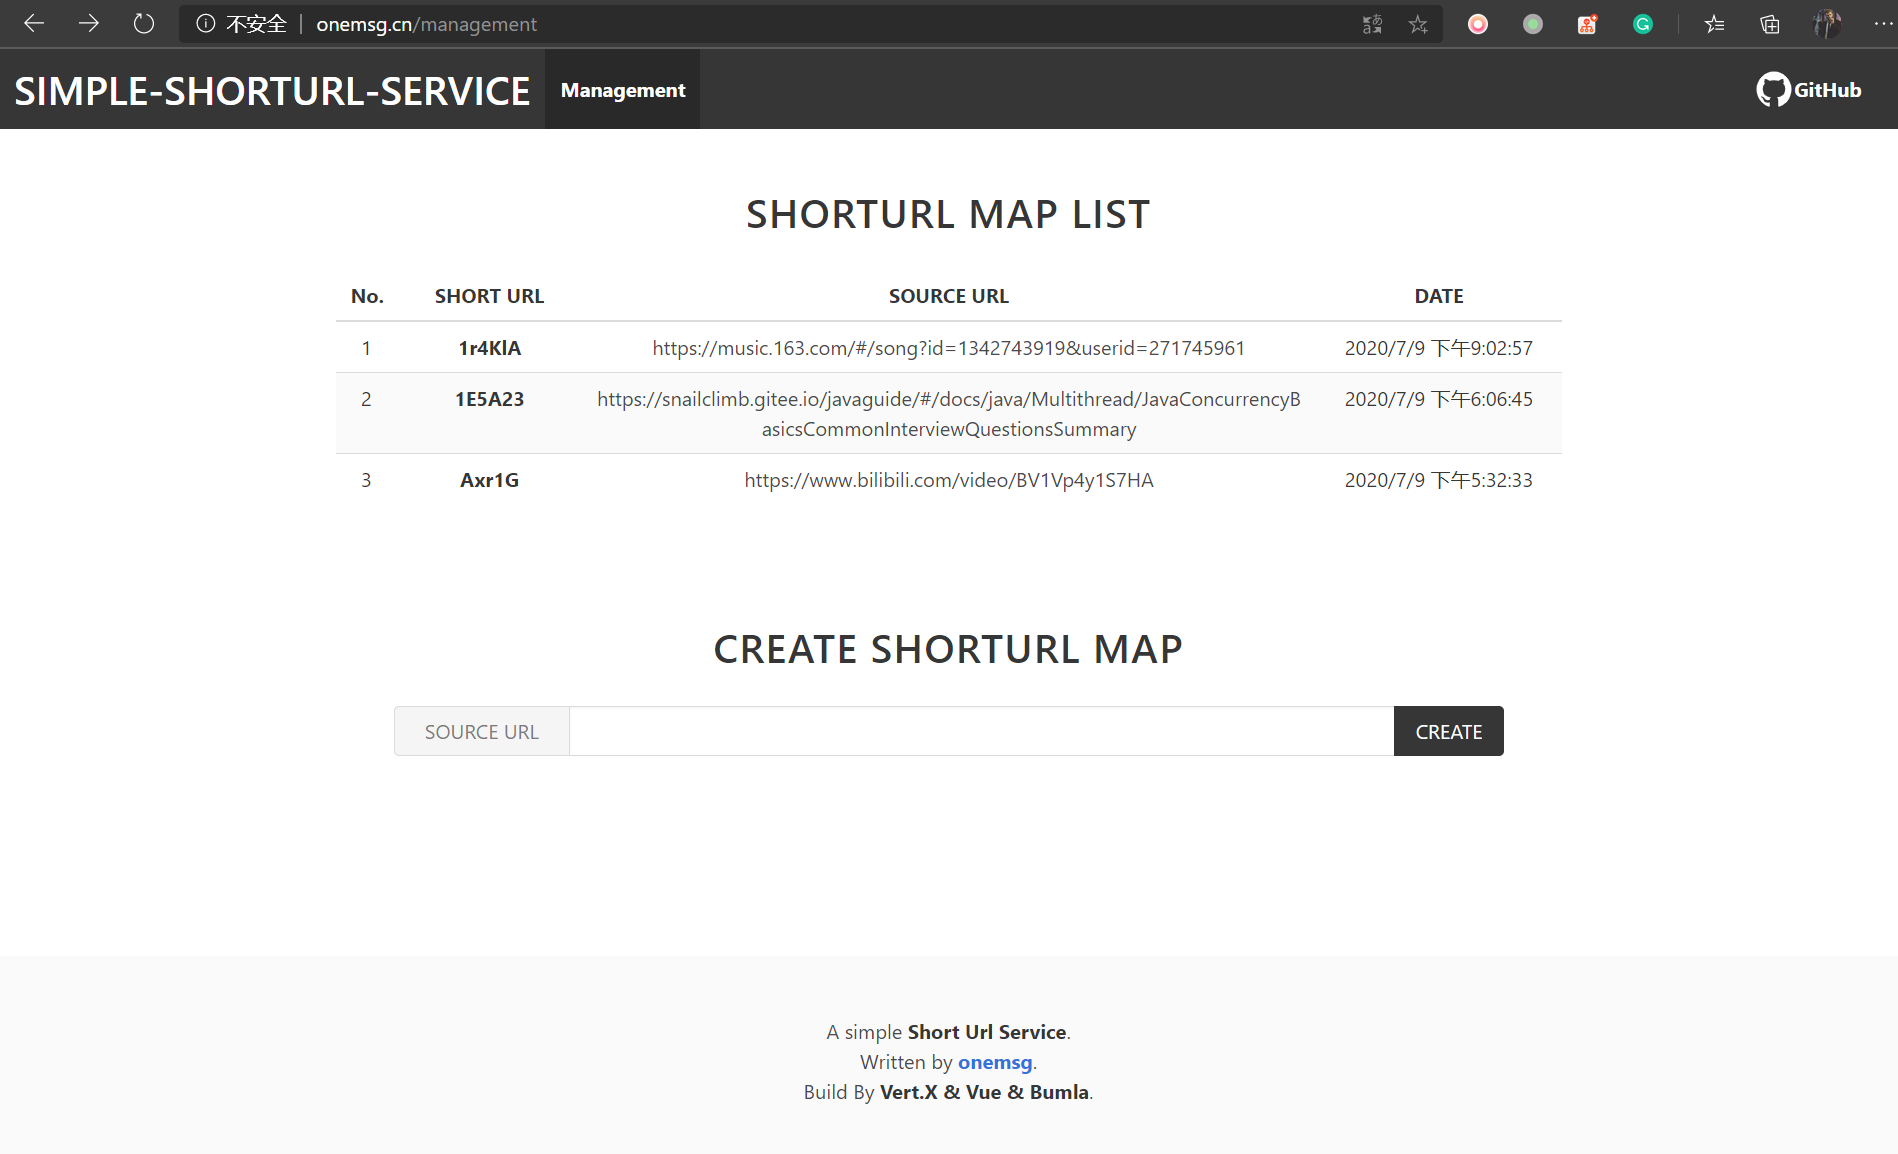 不安全 | onemsg.cn/management
SIMPLE-SHORTURL-SERVICE Management GitHub
SHORTURL MAP LIST
No. SHORT URL SOURCE URL DATE
1 1r4KlA https://music.163.com/#/song?id=1342743919&userid=271745961 2020/7/9 下午9:02:57
2 1E5A23 https://snailclimb.gitee.io/javaguide/#/docs/java/Multithread/JavaConcurrencyB 2020/7/9 下午6:06:45
asicsCommonInterviewQuestionsSummary
3 Axr1G https://www.bilibili.com/video/BV1Vp4y1S7HA 2020/7/9 下午5:32:33
CREATE SHORTURL MAP
SOURCE URL CREATE
A simple Short Url Service.
Written by onemsg.
Build By Vert.X & Vue & Bumla.